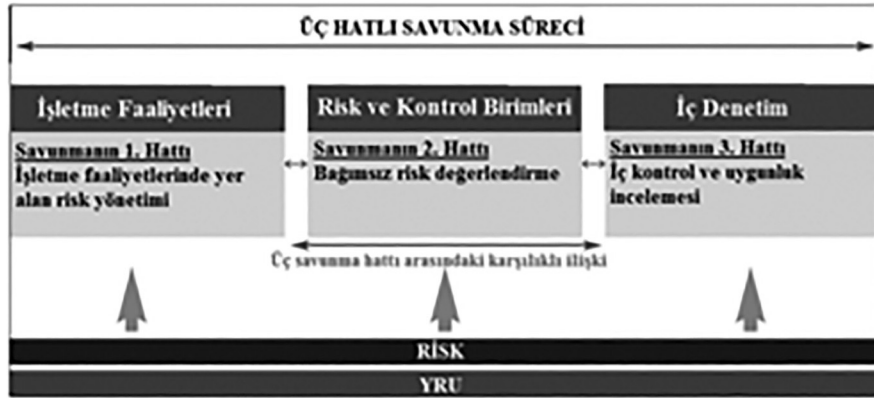 ÜÇ HATLI SAVUNMA SÜRECİ
İşletme Faaliyetleri
Savunmanın 1. Hattı
İşletme faaliyetlerinde yer
alan risk yönetimi
Risk ve Kontrol Birimleri
Savunmanın 2. Hattı
Bağımsız risk değerlendirme
İç Denetim
Savunmanın 3. Hattı
İç kontrol ve uygunluk
incelemesi
Üç savunma hattı arasındaki karşılıklı ilişki
RİSK
YRU